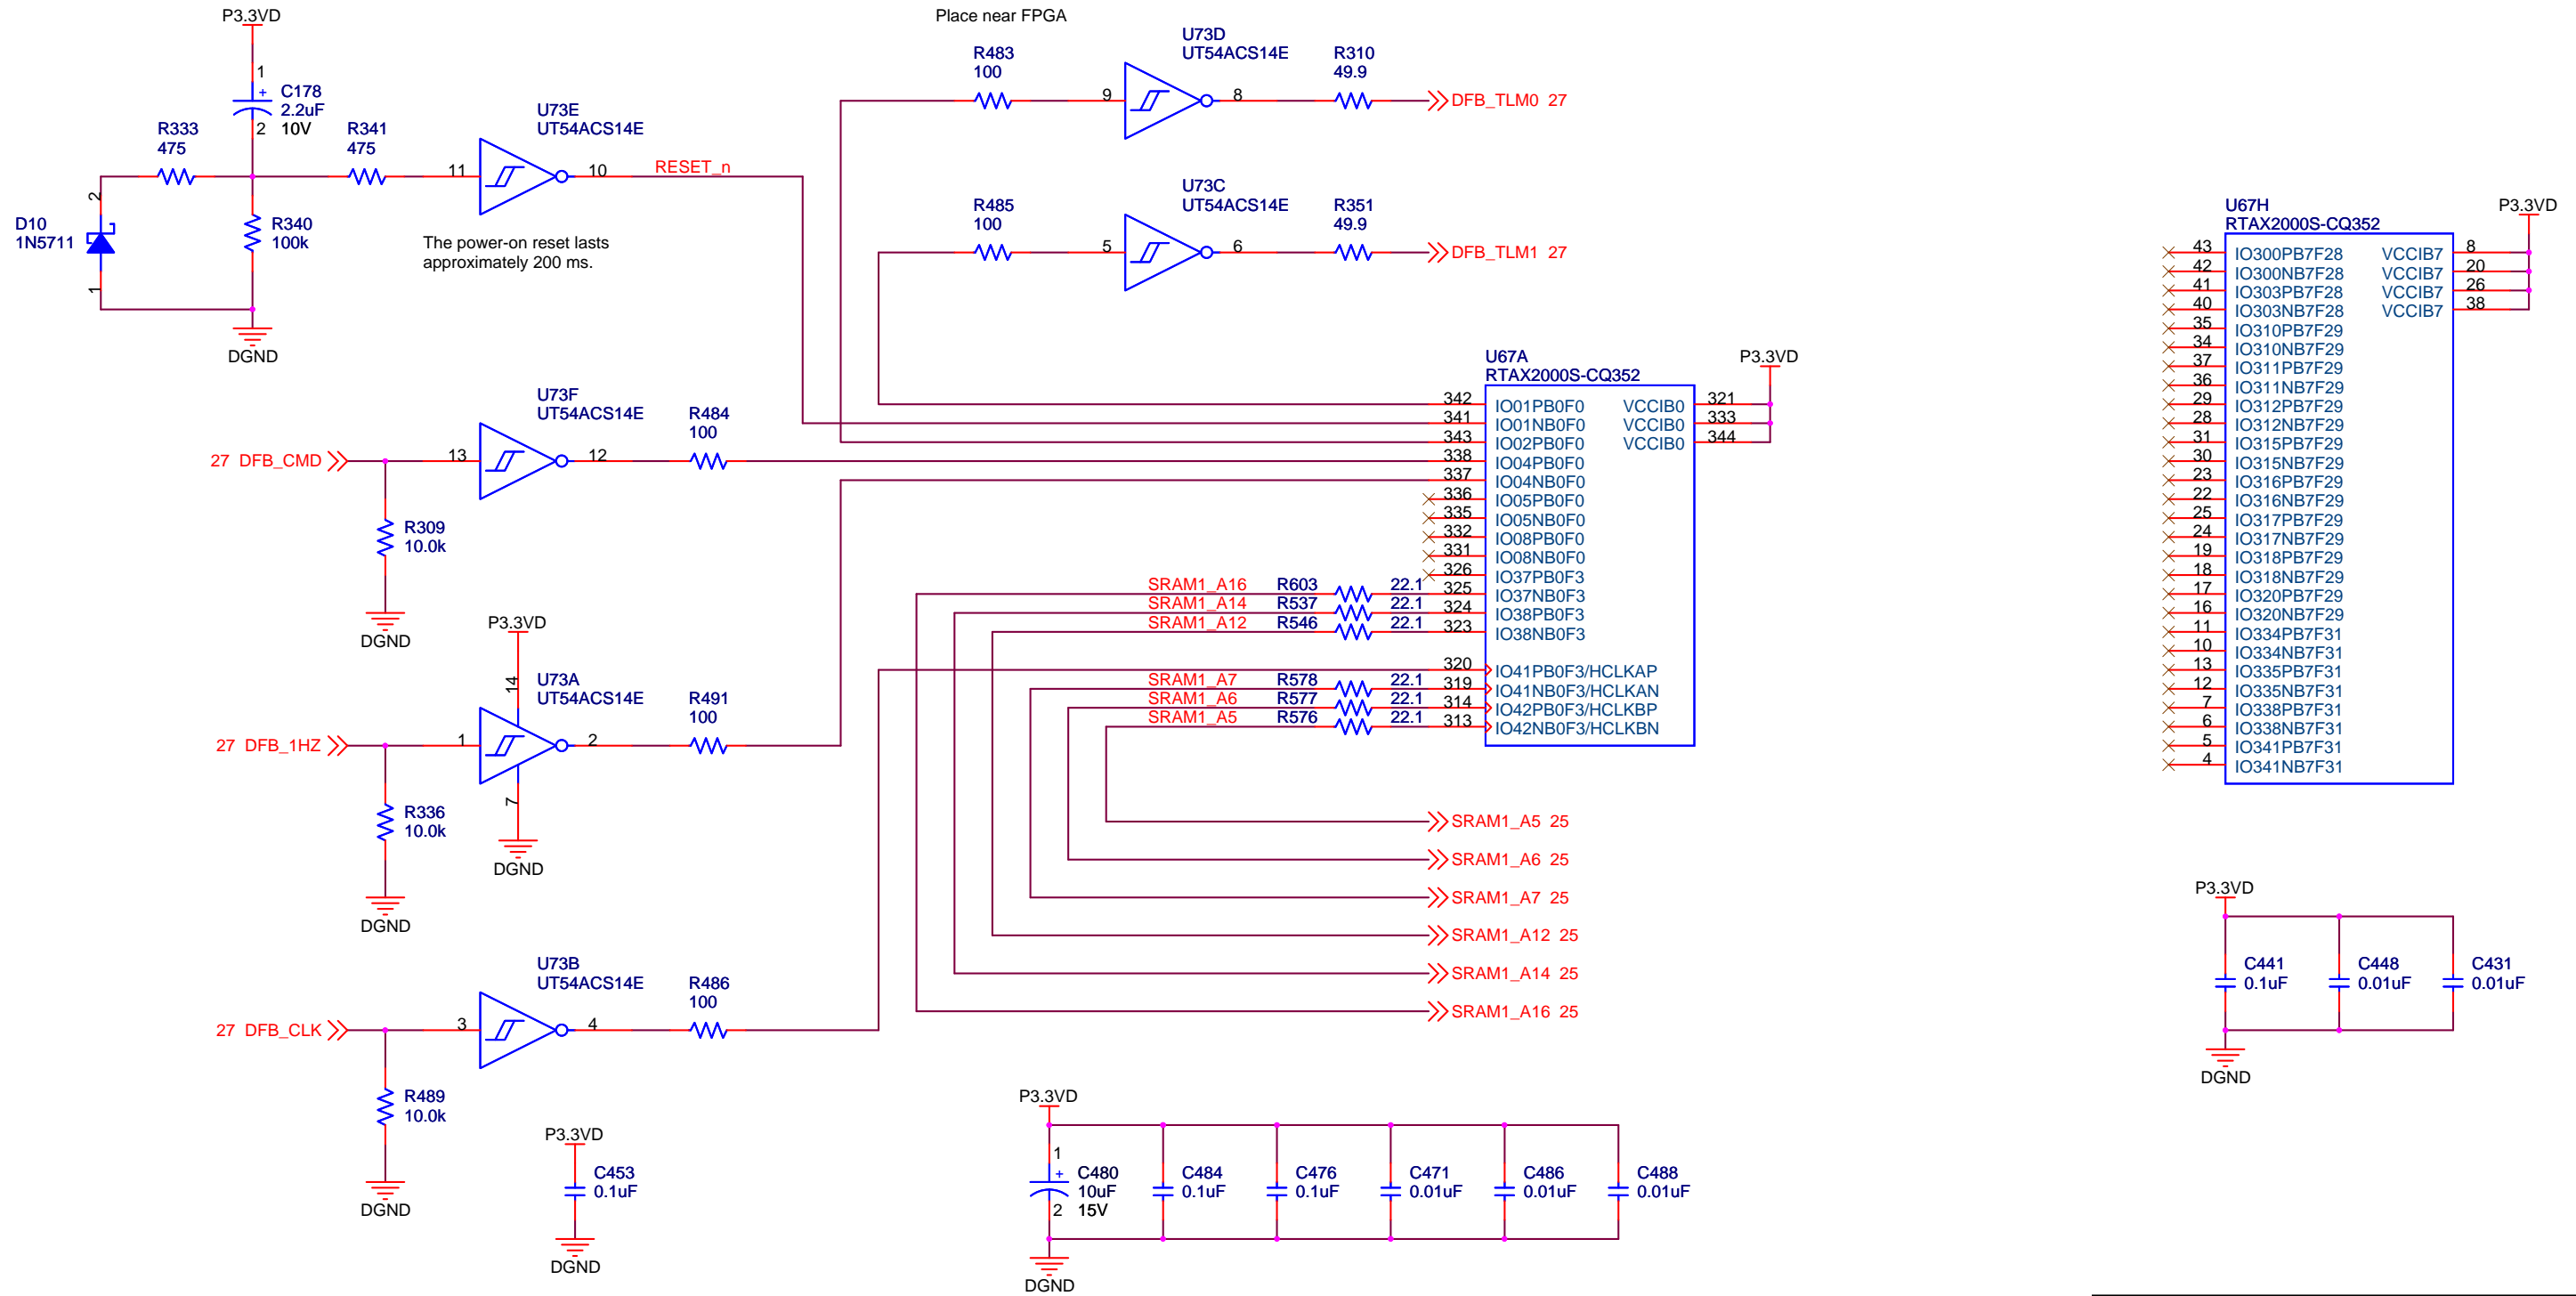 P3.3VD
1
+
C178
2.2uF
10V
2
R333
475
R341
475
U73E
UT54ACS14E
11
10
RESET_n
2
D10
1N5711
1
R340
100k
DGND
The power-on reset lasts
approximately 200 ms.
Place near FPGA
R483
100
9
U73D
UT54ACS14E
8
R310
49.9
DFB_TLM0 27
R485
100
5
U73C
UT54ACS14E
6
R351
49.9
DFB_TLM1 27
27 DFB_CMD
13
U73F
UT54ACS14E
12
R484
100
R309
10.0k
DGND
27 DFB_1HZ
1
P3.3VD
14
U73A
UT54ACS14E
2
7
DGND
R491
100
R336
10.0k
DGND
27 DFB_CLK
3
U73B
UT54ACS14E
4
R486
100
R489
10.0k
DGND
P3.3VD
C453
0.1uF
DGND
U67A
RTAX2000S-CQ352
P3.3VD
342 IO01PB0F0 VCCIB0 321
341 IO01NB0F0 VCCIB0 333
343 IO02PB0F0 VCCIB0 344
338 IO04PB0F0
337 IO04NB0F0
336 IO05PB0F0
335 IO05NB0F0
332 IO08PB0F0
331 IO08NB0F0
326 IO37PB0F3
SRAM1_A16 R603 22.1 325 IO37NB0F3
SRAM1_A14 R537 22.1 324 IO38PB0F3
SRAM1_A12 R546 22.1 323 IO38NB0F3
320 IO41PB0F3/HCLKAP
SRAM1_A7 R578 22.1 319 IO41NB0F3/HCLKAN
SRAM1_A6 R577 22.1 314 IO42PB0F3/HCLKBP
SRAM1_A5 R576 22.1 313 IO42NB0F3/HCLKBN
SRAM1_A5 25
SRAM1_A6 25
SRAM1_A7 25
SRAM1_A12 25
SRAM1_A14 25
SRAM1_A16 25
P3.3VD
1
+
C480
10uF
15V
2
C484
0.1uF
C476
0.1uF
C471
0.01uF
C486
0.01uF
C488
0.01uF
DGND
U67H
RTAX2000S-CQ352
P3.3VD
43 IO300PB7F28 VCCIB7 8
42 IO300NB7F28 VCCIB7 20
41 IO303PB7F28 VCCIB7 26
40 IO303NB7F28 VCCIB7 38
35 IO310PB7F29
34 IO310NB7F29
37 IO311PB7F29
36 IO311NB7F29
29 IO312PB7F29
28 IO312NB7F29
31 IO315PB7F29
30 IO315NB7F29
23 IO316PB7F29
22 IO316NB7F29
25 IO317PB7F29
24 IO317NB7F29
19 IO318PB7F29
18 IO318NB7F29
17 IO320PB7F29
16 IO320NB7F29
11 IO334PB7F31
10 IO334NB7F31
13 IO335PB7F31
12 IO335NB7F31
7 IO338PB7F31
6 IO338NB7F31
5 IO341PB7F31
4 IO341NB7F31
P3.3VD
C441
0.1uF
C448
0.01uF
C431
0.01uF
DGND